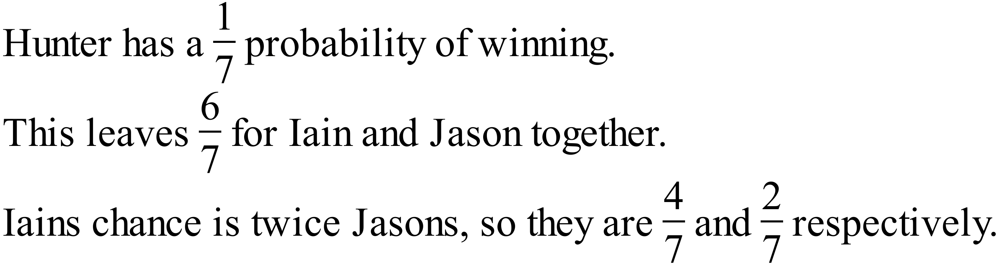 Hunter has a 1/7 probability of winning.
This leaves 6/7 for Iain and Jason together.
Iains chance is twice Jasons, so they are 4/7 and 2/7 respectively.